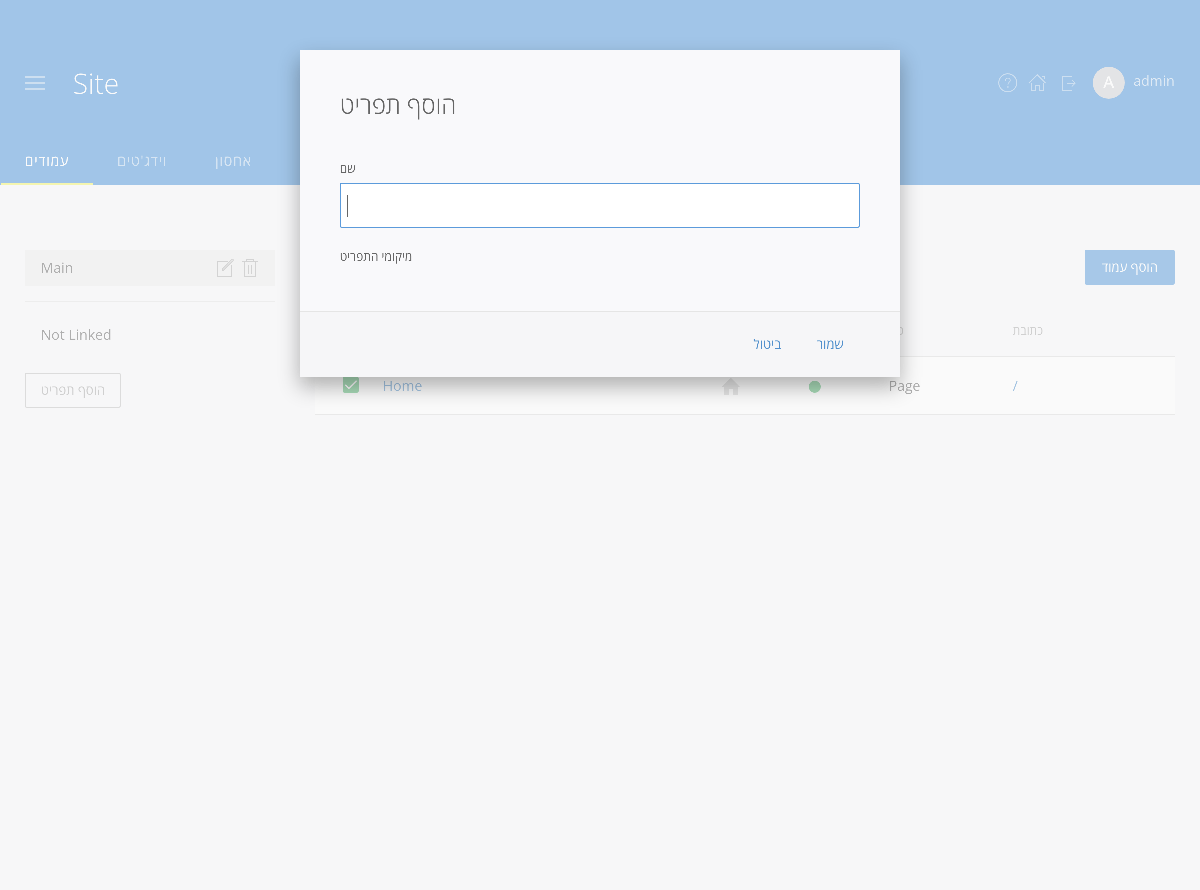 Site
A admin
עמודים
וידג'טים
אחסון
הוסף תפריט
שם
מיקומי התפריט
ביטול
שמור
Main
Not Linked
הוסף תפריט
הוסף עמוד
כתובת
Home
Page
/